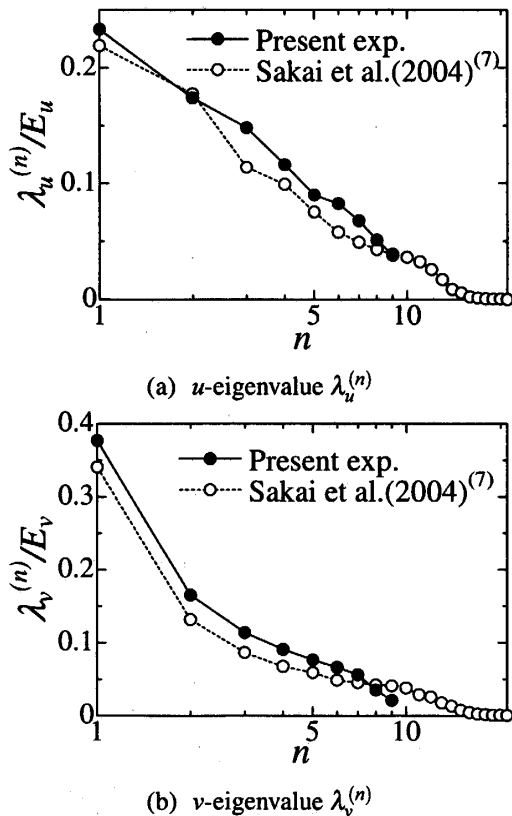 Present exp.
Sakai et al.(2004)⁽⁷⁾
0.2
0.1
0
λᵤ⁽ⁿ⁾/Eᵤ
1
5
10
n
(a) u-eigenvalue λᵤ⁽ⁿ⁾
0.4
Present exp.
Sakai et al.(2004)⁽⁷⁾
0.3
0.2
0.1
0
λᵥ⁽ⁿ⁾/Eᵥ
1
5
10
n
(b) v-eigenvalue λᵥ⁽ⁿ⁾